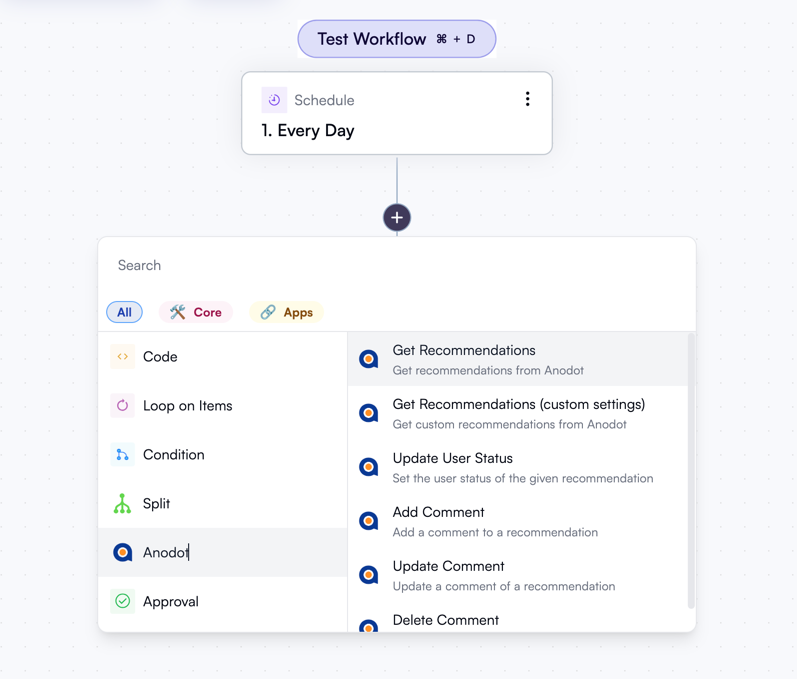 Test Workflow ⌘ + D
Schedule
1. Every Day
Search
All
Core
Apps
Code
Loop on Items
Condition
Split
Anodot
Approval
Get Recommendations
Get recommendations from Anodot
Get Recommendations (custom settings)
Get custom recommendations from Anodot
Update User Status
Set the user status of the given recommendation
Add Comment
Add a comment to a recommendation
Update Comment
Update a comment of a recommendation
Delete Comment